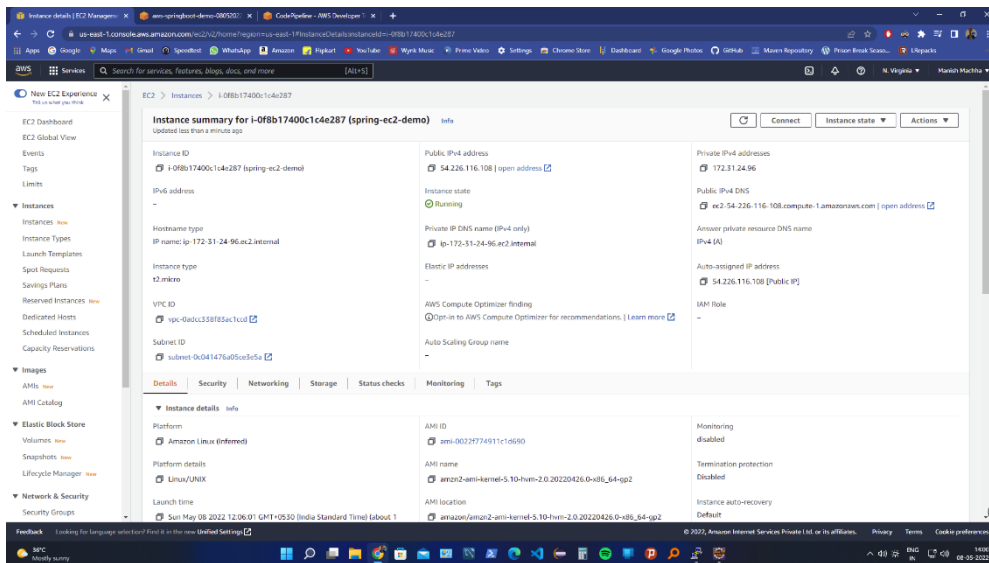 Instance details | EC2 Managem
aws-springboot-demo-0805202
CodePipeline - AWS Developer T
us-east-1.console.aws.amazon.com/ec2/v2/home?region=us-east-1#InstanceDetails:instanceId=i-0f8b17400c1c4e287
Apps Google Maps Gmail Speedtest WhatsApp Amazon Flipkart YouTube Wynk Music Prime Video Settings Chrome Store Dashboard Google Photos GitHub Maven Repository Prison Break Seaso...
aws Services Search for services, features, blogs, docs, and more [Alt+S] N. Virginia Manish Machha
New EC2 Experience
Tell us what you think
EC2 Dashboard
EC2 Global View
Events
Tags
Limits
Instances
Instances New
Instance Types
Launch Templates
Spot Requests
Savings Plans
Reserved Instances New
Dedicated Hosts
Scheduled Instances
Capacity Reservations
Images
AMIs New
AMI Catalog
Elastic Block Store
Volumes New
Snapshots New
Lifecycle Manager New
Network & Security
Security Groups
EC2 > Instances > i-0f8b17400c1c4e287
Instance summary for i-0f8b17400c1c4e287 (spring-ec2-demo) Info
Updated less than a minute ago
Connect Instance state Actions
Instance ID
i-0f8b17400c1c4e287 (spring-ec2-demo)
Public IPv4 address
54.226.116.108 | open address
Private IPv4 addresses
172.31.24.96
IPv6 address
–
Instance state
Running
Public IPv4 DNS
ec2-54-226-116-108.compute-1.amazonaws.com | open address
Hostname type
IP name: ip-172-31-24-96.ec2.internal
Private IP DNS name (IPv4 only)
ip-172-31-24-96.ec2.internal
Answer private resource DNS name
IPv4 (A)
Instance type
t2.micro
Elastic IP addresses
–
Auto-assigned IP address
54.226.116.108 [Public IP]
VPC ID
vpc-0adcc338f83ac1ccd
AWS Compute Optimizer finding
Opt-in to AWS Compute Optimizer for recommendations. | Learn more
IAM Role
–
Subnet ID
subnet-0c041476a05ce3e5a
Auto Scaling Group name
–
Details Security Networking Storage Status checks Monitoring Tags
Instance details Info
Platform
Amazon Linux (Inferred)
AMI ID
ami-0022f774911c1d690
Monitoring
disabled
Platform details
Linux/UNIX
AMI name
amzn2-ami-kernel-5.10-hvm-2.0.20220426.0-x86_64-gp2
Termination protection
Disabled
Launch time
Sun May 08 2022 12:06:01 GMT+0530 (India Standard Time) (about 1
AMI location
amazon/amzn2-ami-kernel-5.10-hvm-2.0.20220426.0-x86_64-gp2
Instance auto-recovery
Default
Feedback Looking for language selection? Find it in the new Unified Settings © 2022, Amazon Internet Services Private Ltd. or its affiliates. Privacy Terms Cookie preferences
36°C
Mostly sunny
ENG
IN
14:00
08-05-2022